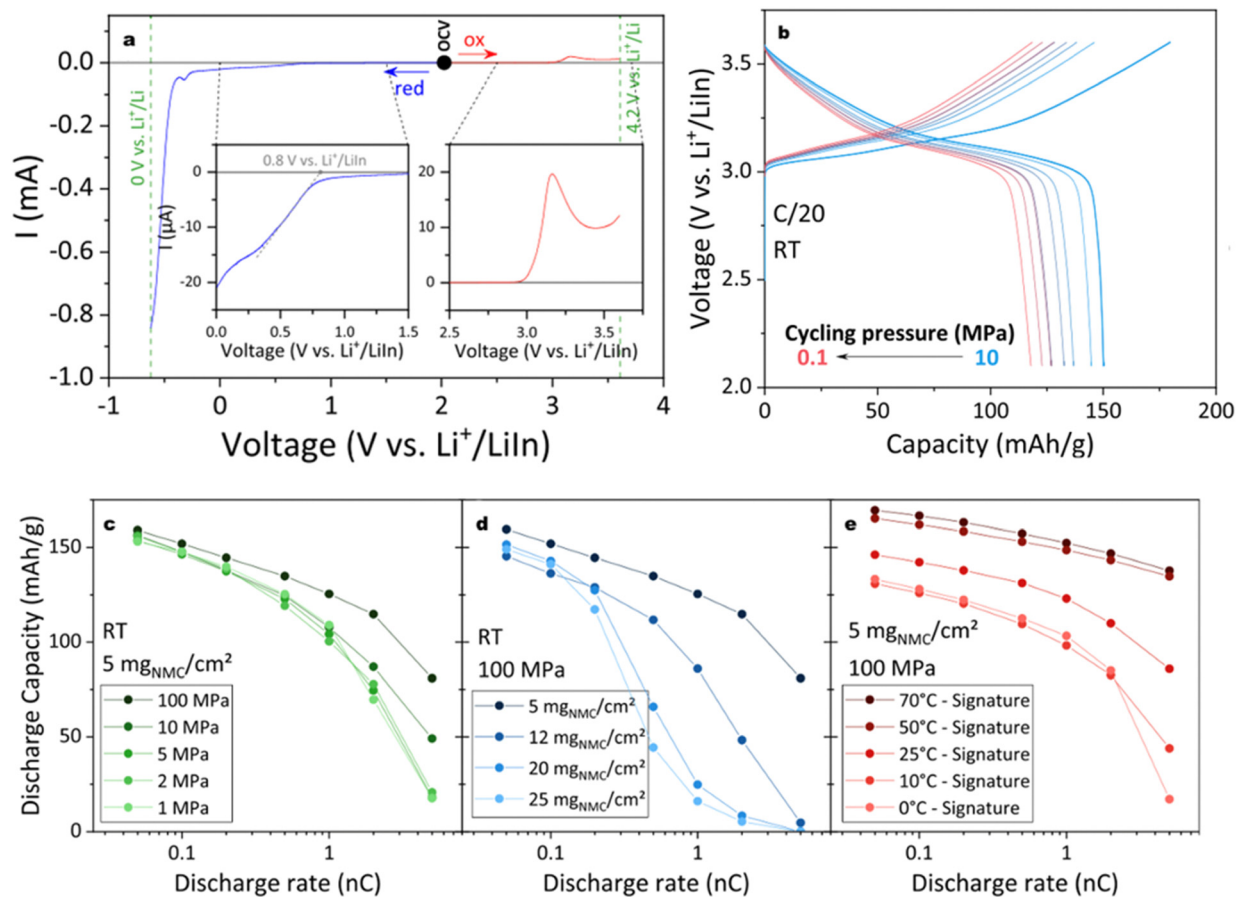 a
OCV
ox
red
0 V vs. Li⁺/Li
4.2 V vs. Li⁺/Li
0.0
-0.2
-0.4
-0.6
-0.8
-1.0
I (mA)
-1
0
1
2
3
4
Voltage (V vs. Li⁺/LiIn)
0.8 V vs. Li⁺/LiIn
0
-10
-20
I (µA)
0.0
0.5
1.0
1.5
Voltage (V vs. Li⁺/LiIn)
20
10
0
2.5
3.0
3.5
Voltage (V vs. Li⁺/LiIn)
b
3.5
3.0
2.5
2.0
Voltage (V vs. Li⁺/LiIn)
C/20
RT
Cycling pressure (MPa)
0.1
10
0
50
100
150
200
Capacity (mAh/g)
c
150
100
50
0
Discharge Capacity (mAh/g)
RT
5 mgNMC/cm²
100 MPa
10 MPa
5 MPa
2 MPa
1 MPa
0.1
1
Discharge rate (nC)
d
RT
100 MPa
5 mgNMC/cm²
12 mgNMC/cm²
20 mgNMC/cm²
25 mgNMC/cm²
0.1
1
Discharge rate (nC)
e
5 mgNMC/cm²
100 MPa
70°C - Signature
50°C - Signature
25°C - Signature
10°C - Signature
0°C - Signature
0.1
1
Discharge rate (nC)